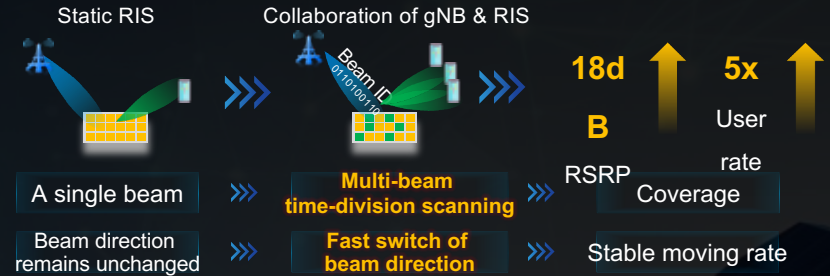 Static RIS
Collaboration of gNB & RIS
Beam ID
0110100110
18d
B
RSRP
5x
User
rate
A single beam
Multi-beam
time-division scanning
Coverage
Beam direction
remains unchanged
Fast switch of
beam direction
Stable moving rate